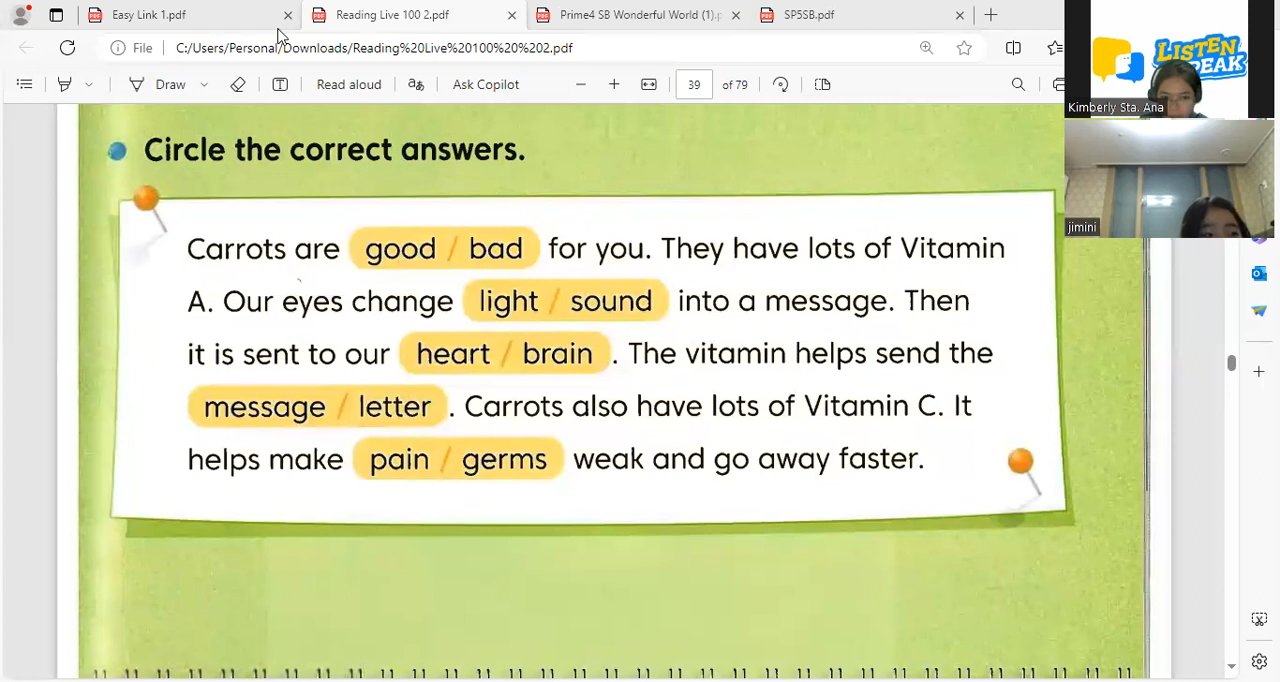 Easy Link 1.pdf
Reading Live 100 2.pdf
Prime4 SB Wonderful World (1).p
SP5SB.pdf
File
C:/Users/Personal/Downloads/Reading%20Live%20100%20%202.pdf
Draw
Read aloud
Ask Copilot
39 of 79
LISTEN
SPEAK
Kimberly Sta. Ana
jimini
Circle the correct answers.
Carrots are good / bad for you. They have lots of Vitamin
A. Our eyes change light / sound into a message. Then
it is sent to our heart / brain . The vitamin helps send the
message / letter . Carrots also have lots of Vitamin C. It
helps make pain / germs weak and go away faster.